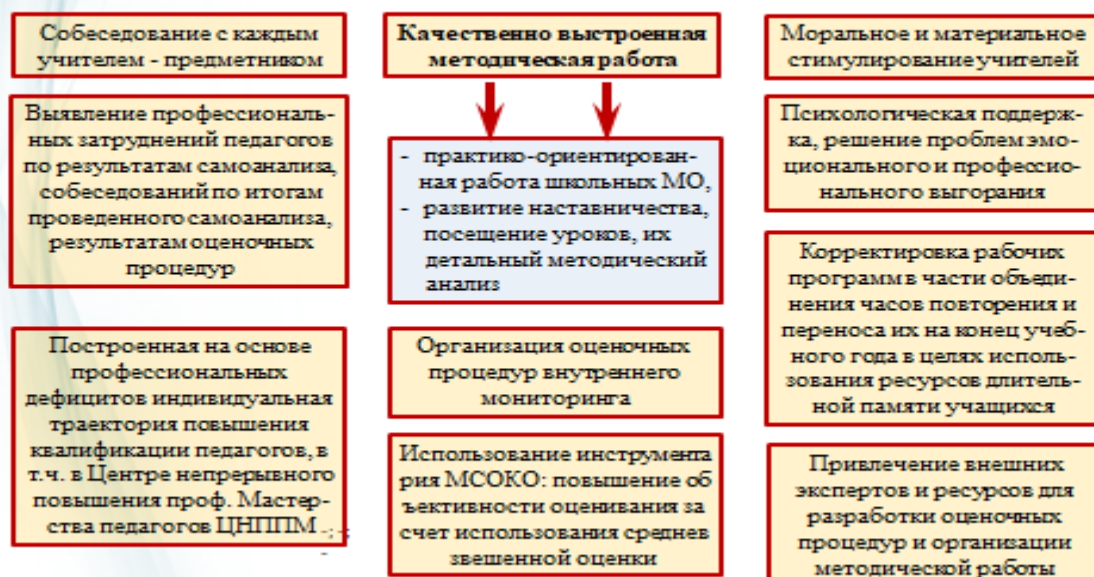 Собеседование с каждым
учителем - предметником
Выявление профессиональ-
ных затруднений педагогов
по результатам самоанализа,
собеседований по итогам
проведенного самоанализа,
результатам оценочных
процедур
Построенная на основе
профессиональных
дефицитов индивидуальная
траектория повышения
квалификации педагогов, в
т.ч. в Центре непрерывного
повышения проф. Мастер-
ства педагогов ЦНППМ -; -;
-
Качественно выстроенная
методическая работа
- практико-ориентирован-
ная работа школьных МО,
- развитие наставничества,
посещение уроков, их
детальный методический
анализ
Организация оценочных
процедур внутреннего
мониторинга
Использование инструмента
рия МСОКО: повышение об
ъективности оценивания за
счет использования среднев
звешенной оценки
Моральное и материальное
стимулирование учителей
Психологическая поддерж-
ка, решение проблем эмо-
ционального и профессио-
нального выгорания
Корректировка рабочих
программ в части объеди-
нения часов повторения и
переноса их на конец учеб-
ного года в целях исполь-
зования ресурсов длитель-
ной памяти учащихся
Привлечение внешних
экспертов и ресурсов для
разработки оценочных
процедур и организации
методической работы